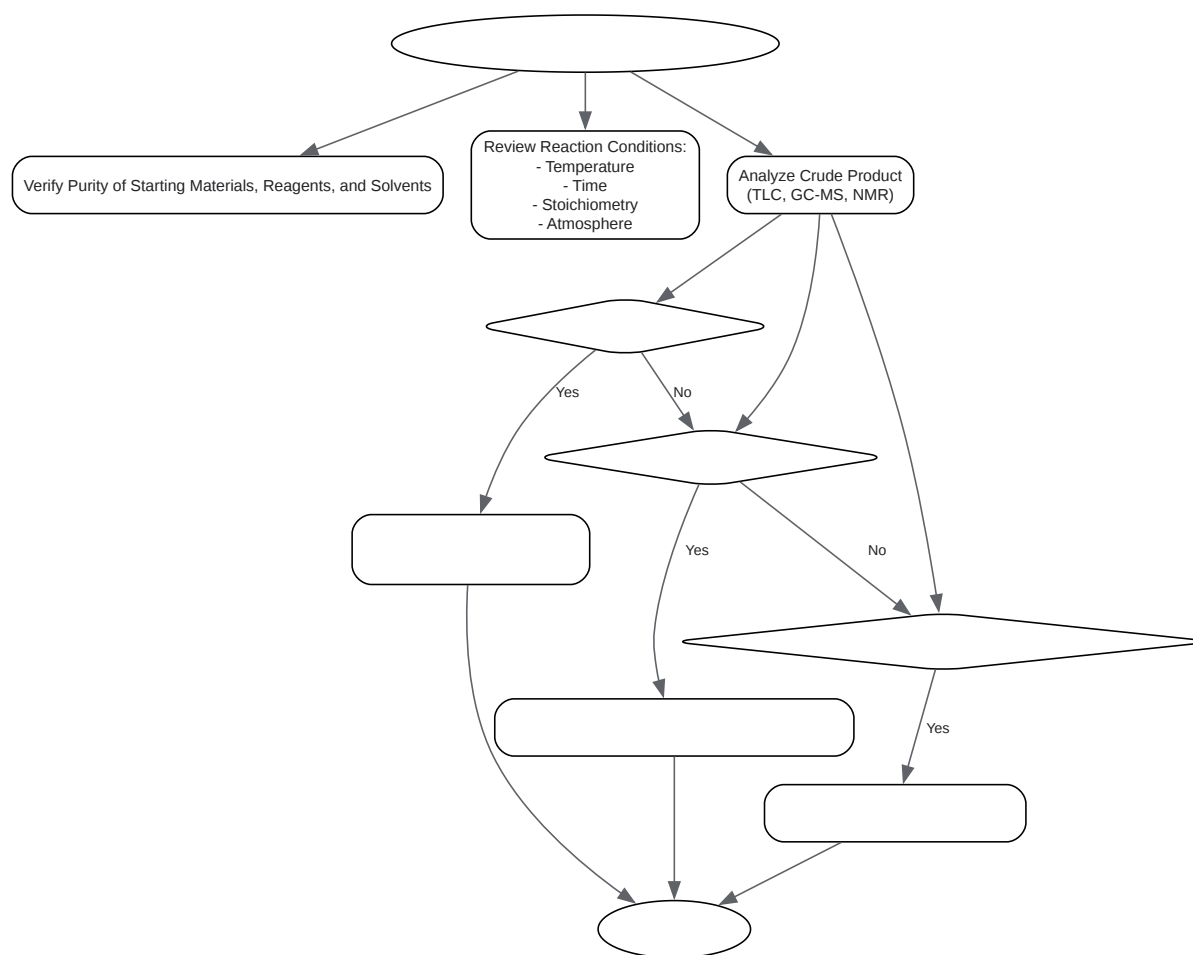 Verify Purity of Starting Materials, Reagents, and Solvents
Review Reaction Conditions:
- Temperature
- Time
- Stoichiometry
- Atmosphere
Analyze Crude Product
(TLC, GC-MS, NMR)
Yes
No
Yes
No
Yes